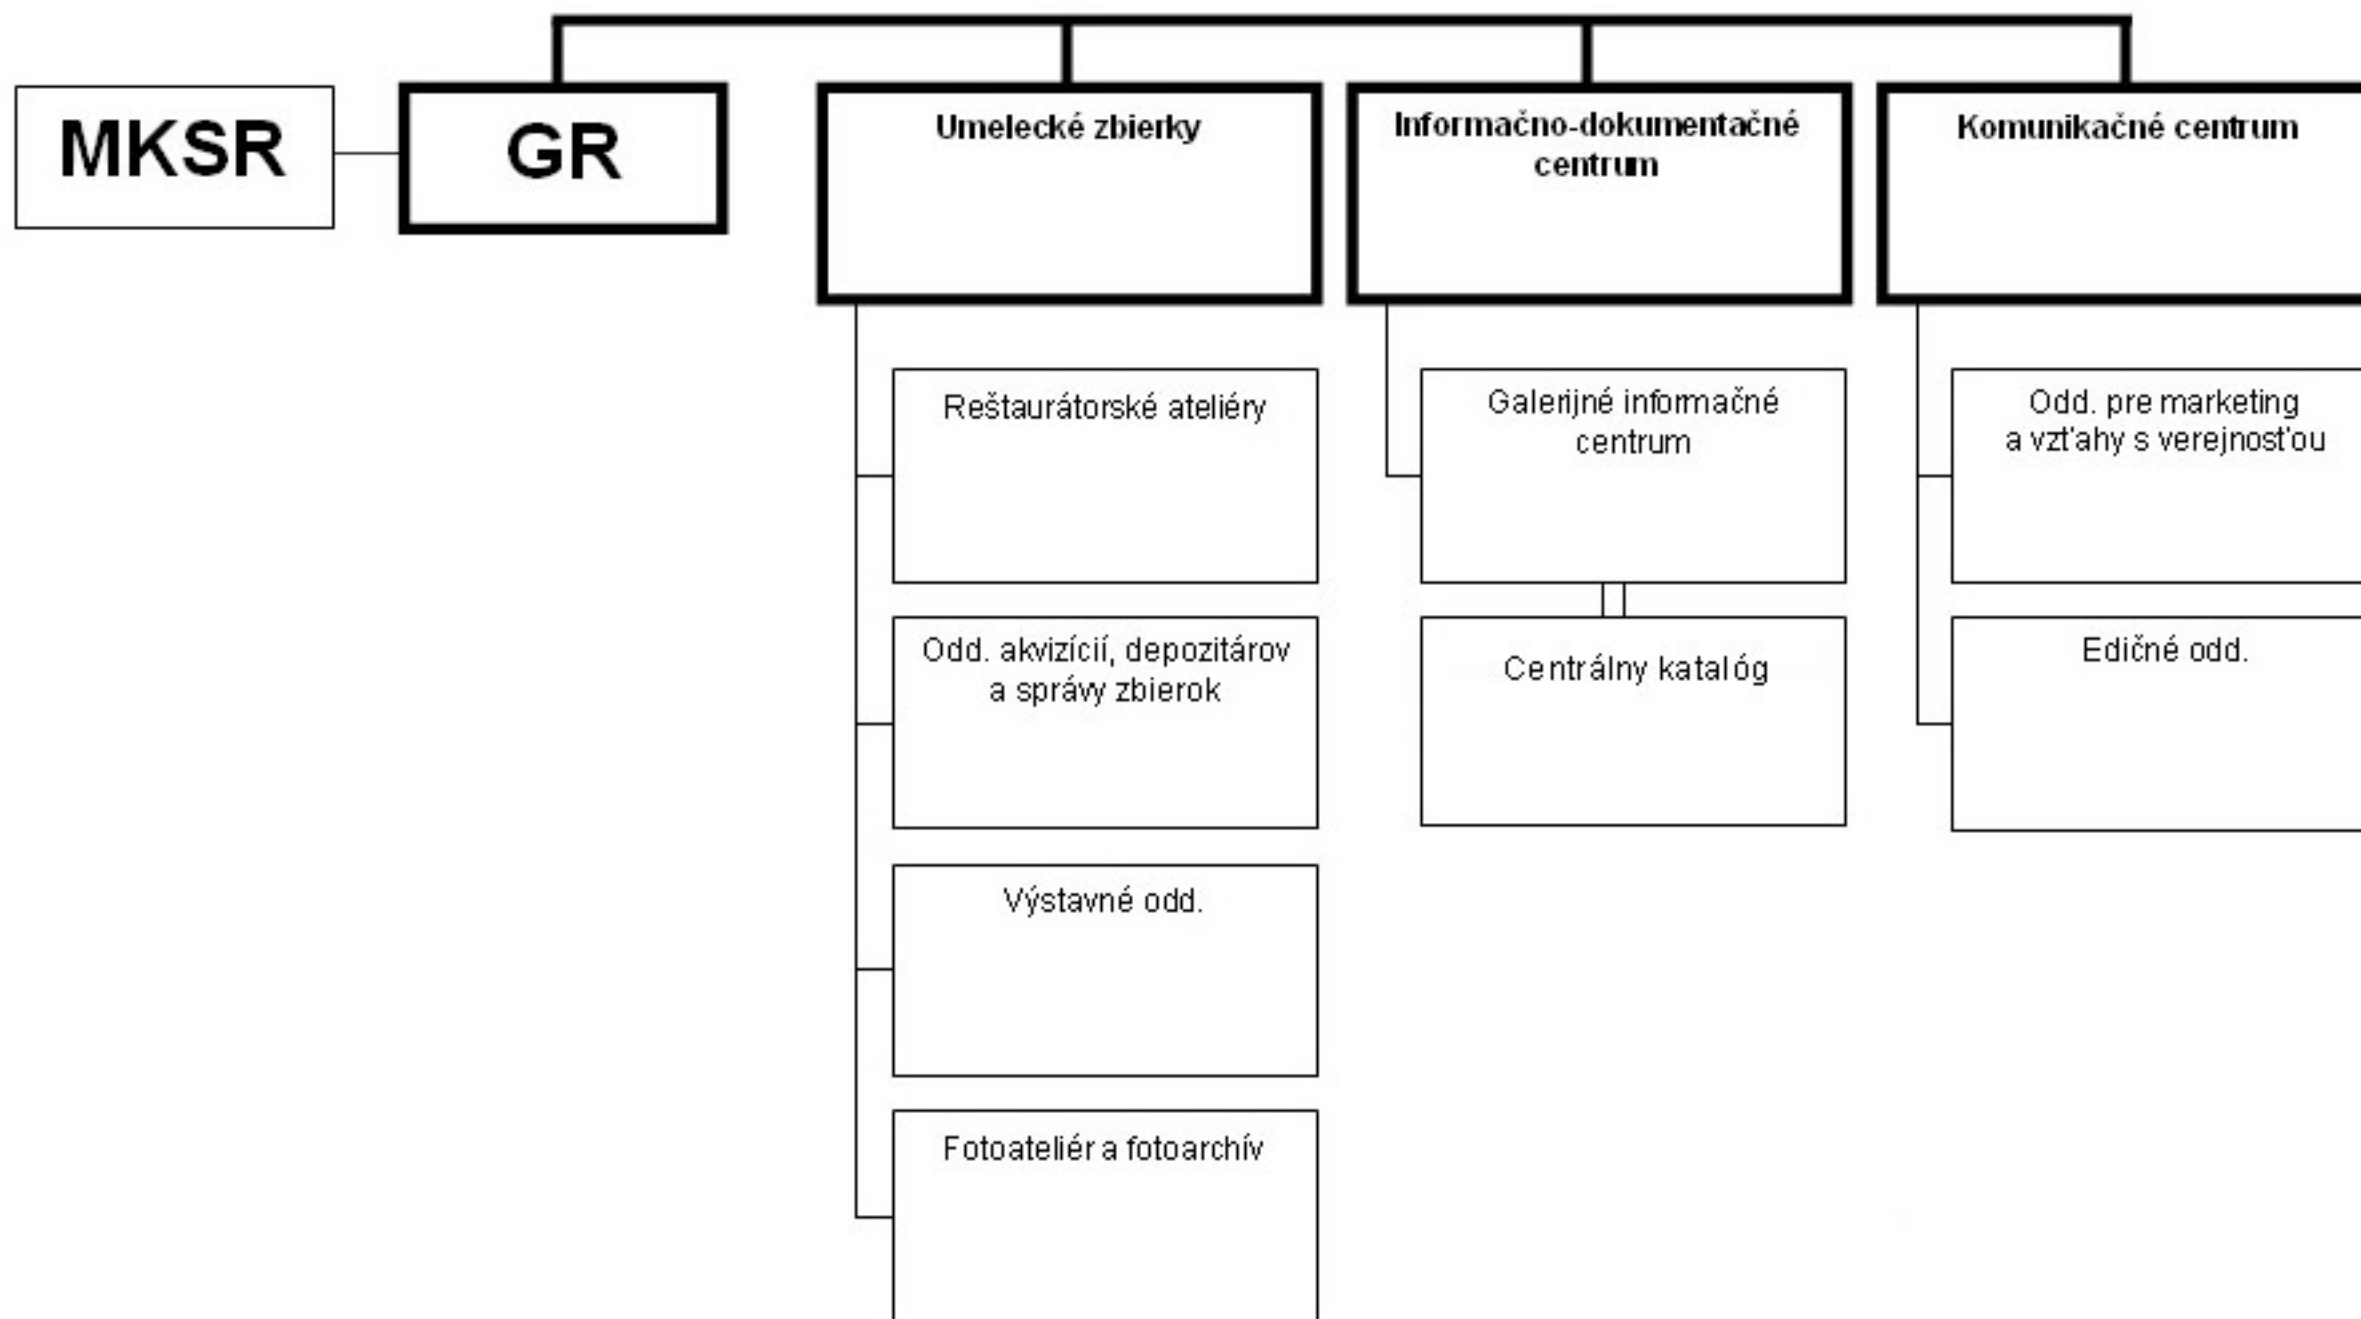 MKSR
GR
Umelecké zbierky
Informačno-dokumentačné
centrum
Komunikačné centrum
Reštaurátorské ateliéry
Galerijné informačné
centrum
Odd. pre marketing
a vzťahy s verejnosťou
Odd. akvizícií, depozitárov
a správy zbierok
Centrálny katalóg
Edičné odd.
Výstavné odd.
Fotoateliér a fotoarchív